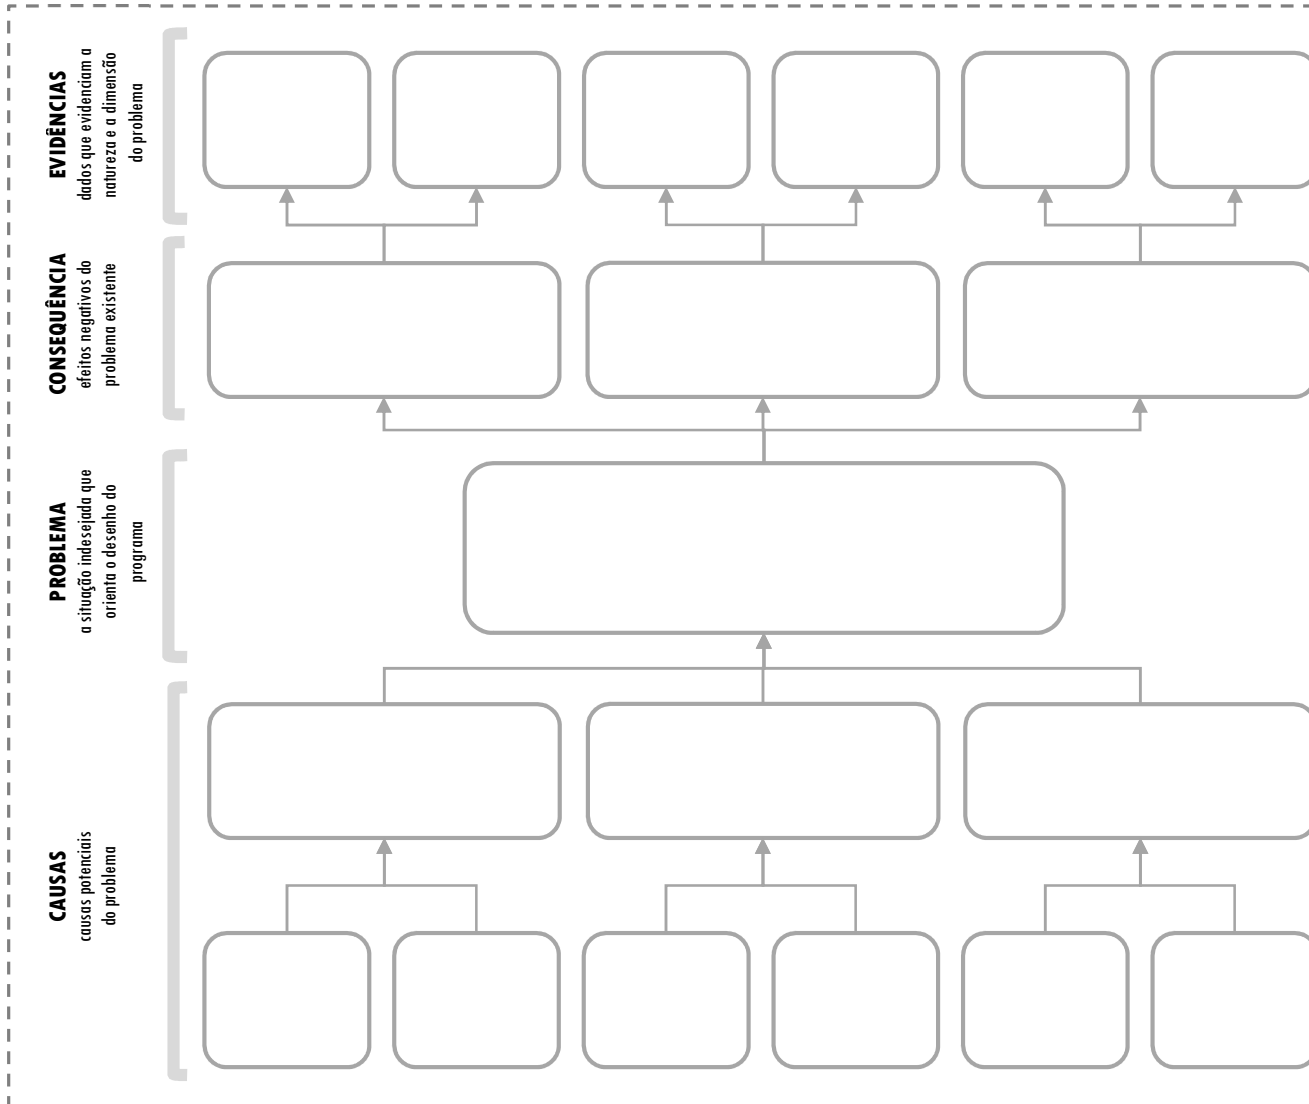 EVIDÊNCIAS
dados que evidenciam a
natureza e a dimensão
do problema
CONSEQUÊNCIA
efeitos negativos do
problema existente
PROBLEMA
a situação indesejada que
orienta o desenho do
programa
CAUSAS
causas potenciais
do problema